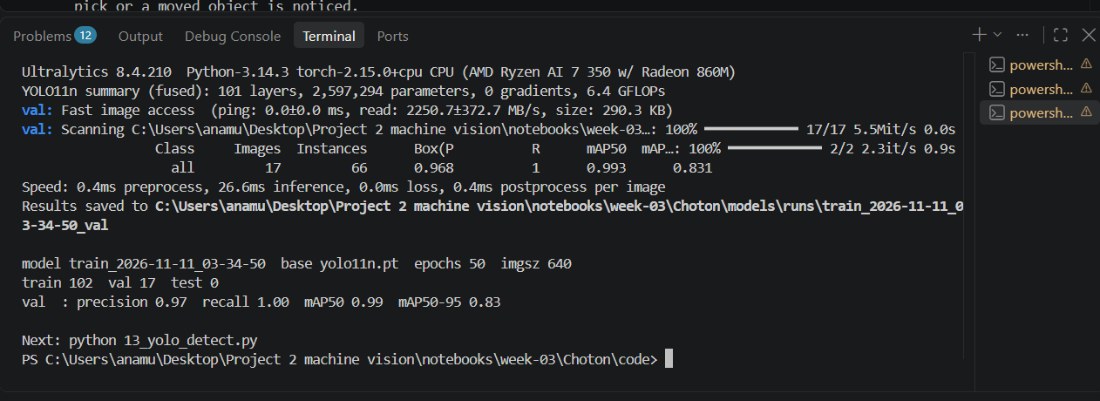 pick or a moved object is noticed.
Problems 12 Output Debug Console Terminal Ports
Ultralytics 8.4.210 Python-3.14.3 torch-2.15.0+cpu CPU (AMD Ryzen AI 7 350 w/ Radeon 860M)
YOLO11n summary (fused): 101 layers, 2,597,294 parameters, 0 gradients, 6.4 GFLOPs
val: Fast image access (ping: 0.0±0.0 ms, read: 2250.7±372.7 MB/s, size: 290.3 KB)
val: Scanning C:\Users\anamu\Desktop\Project 2 machine vision\notebooks\week-03…: 100% ━━━━━━━━━━━━ 17/17 5.5Mit/s 0.0s
Class Images Instances Box(P R mAP50 mAP…: 100% ━━━━━━━━━━━━ 2/2 2.3it/s 0.9s
all 17 66 0.968 1 0.993 0.831
Speed: 0.4ms preprocess, 26.6ms inference, 0.0ms loss, 0.4ms postprocess per image
Results saved to C:\Users\anamu\Desktop\Project 2 machine vision\notebooks\week-03\Choton\models\runs\train_2026-11-11_0
3-34-50_val
model train_2026-11-11_03-34-50 base yolo11n.pt epochs 50 imgsz 640
train 102 val 17 test 0
val : precision 0.97 recall 1.00 mAP50 0.99 mAP50-95 0.83
Next: python 13_yolo_detect.py
PS C:\Users\anamu\Desktop\Project 2 machine vision\notebooks\week-03\Choton\code>
powersh...
powersh...
powersh...